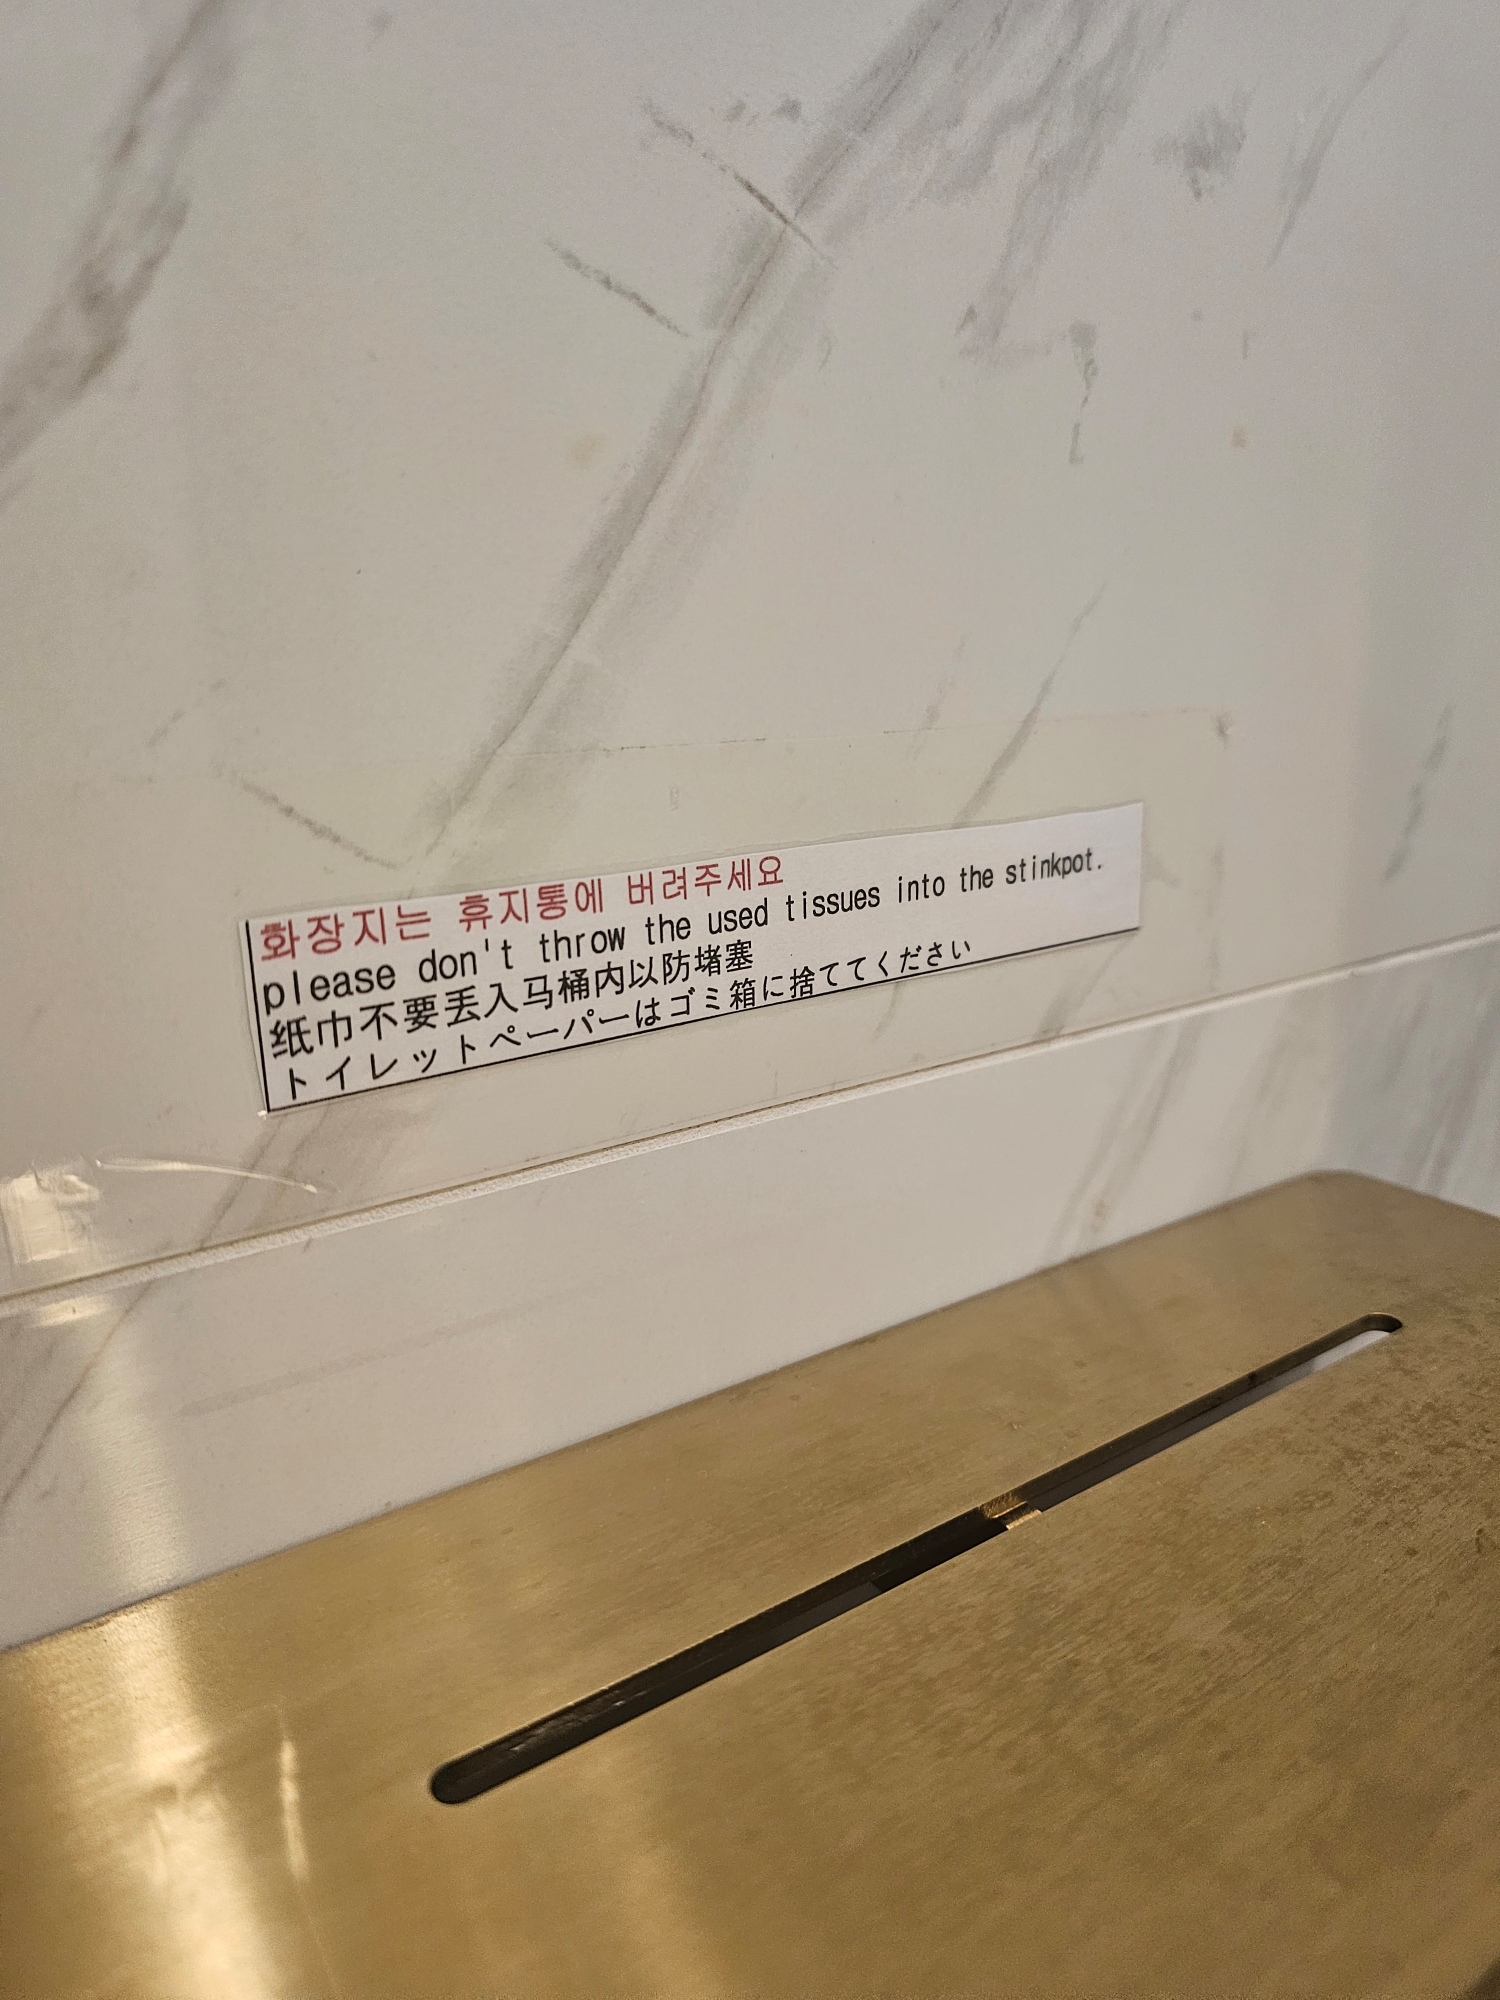 화장지는 휴지통에 버려주세요
please don't throw the used tissues into the stinkpot.
纸巾不要丢入马桶内以防堵塞
トイレットペーパーはゴミ箱に捨ててください